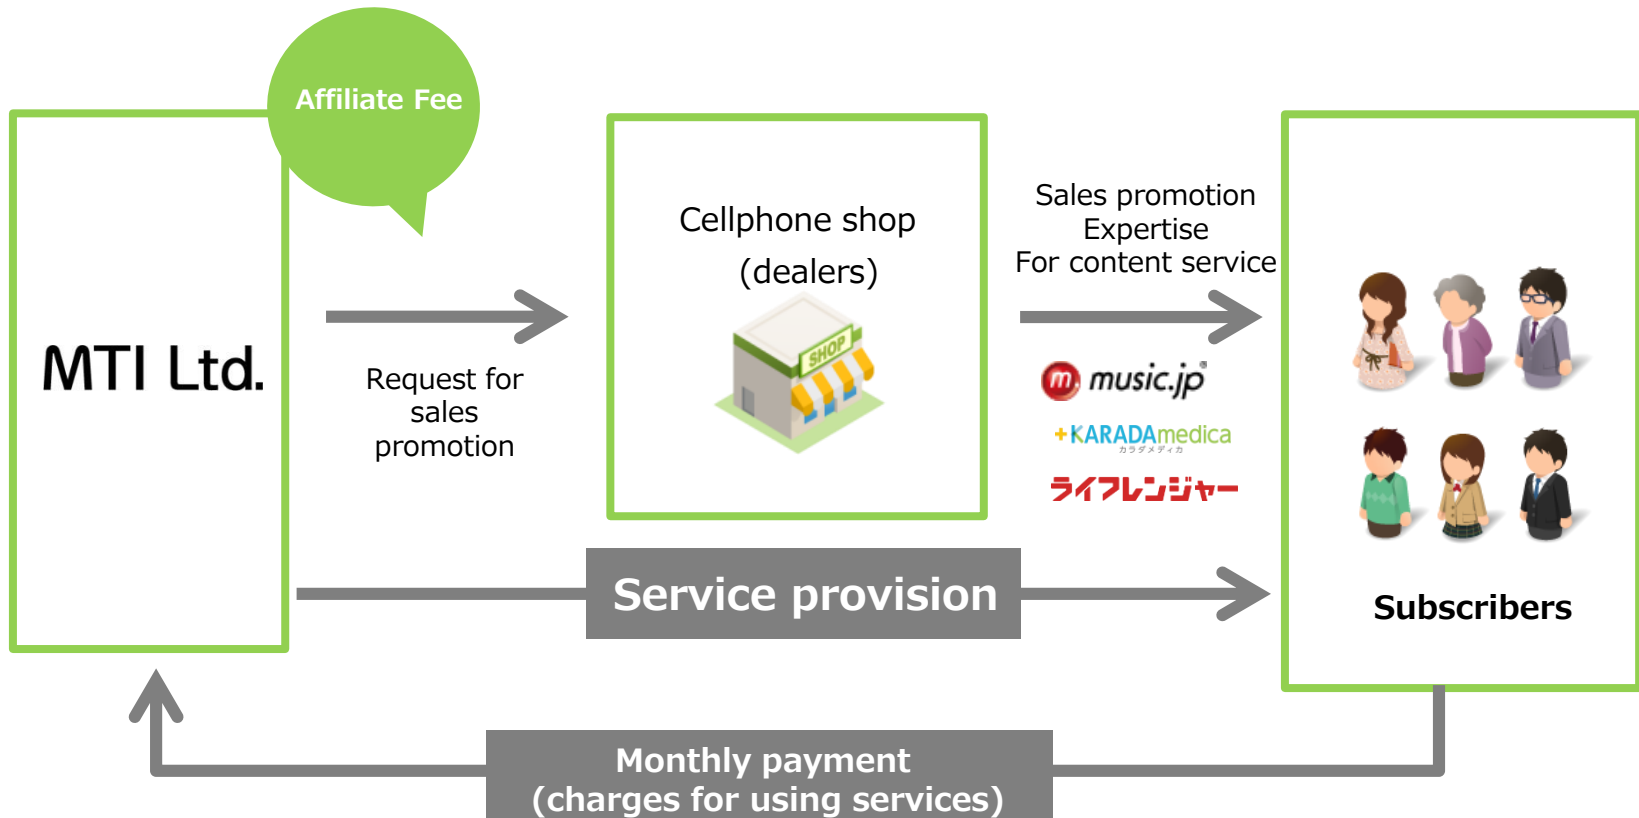 Affiliate Fee
MTI Ltd.
Request for
sales
promotion
Cellphone shop
(dealers)
SHOP
Sales promotion
Expertise
For content service
m. music.jp®
+KARADAmedica
カラダメディカ
ライフレンジャー
Subscribers
Service provision
Monthly payment
(charges for using services)